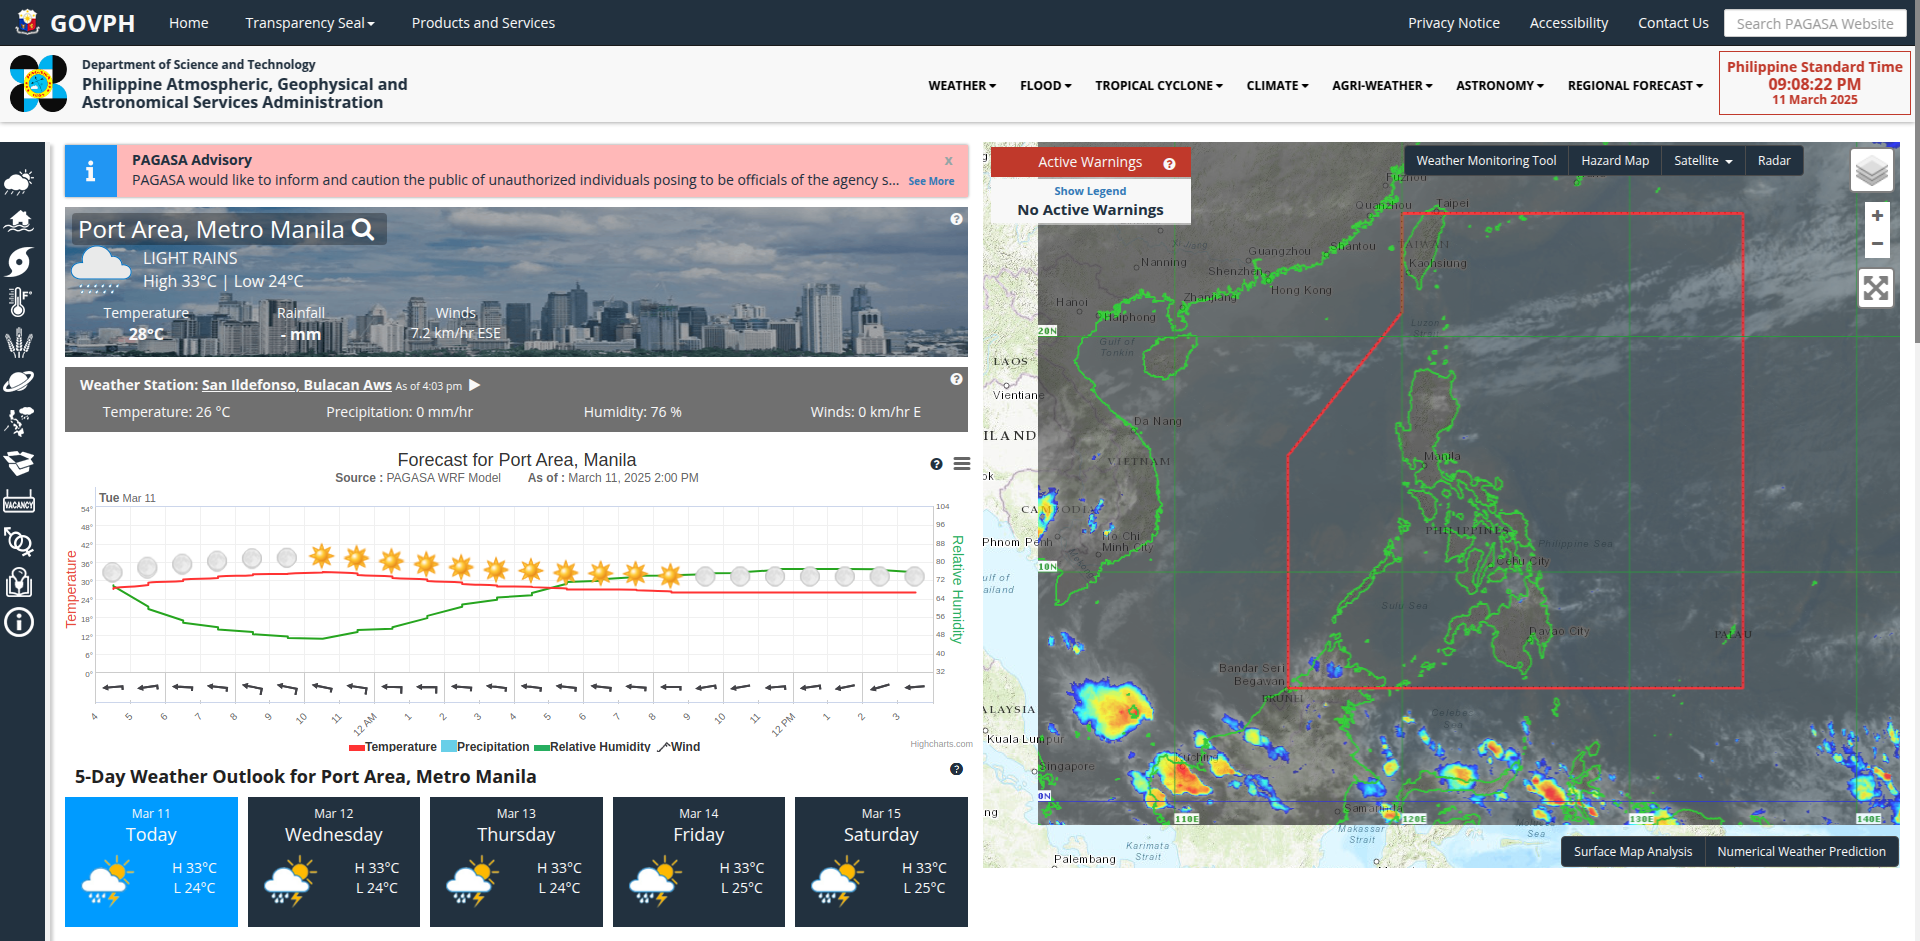 GOVPH
Home
Transparency Seal
Products and Services
Privacy Notice
Accessibility
Contact Us
Search PAGASA Website
Department of Science and Technology
Philippine Atmospheric, Geophysical and
Astronomical Services Administration
WEATHER
FLOOD
TROPICAL CYCLONE
CLIMATE
AGRI-WEATHER
ASTRONOMY
REGIONAL FORECAST
Philippine Standard Time
09:08:22 PM
11 March 2025
VACANCY
PAGASA Advisory
x
PAGASA would like to inform and caution the public of unauthorized individuals posing to be officials of the agency s... See More
Port Area, Metro Manila
LIGHT RAINS
High 33°C | Low 24°C
Temperature
28°C
Rainfall
- mm
Winds
7.2 km/hr ESE
Weather Station: San Ildefonso, Bulacan Aws As of 4:03 pm
Temperature: 26 °C
Precipitation: 0 mm/hr
Humidity: 76 %
Winds: 0 km/hr E
Forecast for Port Area, Manila
Source : PAGASA WRF Model As of : March 11, 2025 2:00 PM
Tue Mar 11
54°
48°
42°
36°
30°
24°
18°
12°
6°
0°
Temperature
104
96
88
80
72
64
56
48
40
32
Relative Humidity
4 5 6 7 8 9 10 11 12 AM 1 2 3 4 5 6 7 8 9 10 11 12 PM 1 2 3
Temperature Precipitation Relative Humidity Wind
Highcharts.com
5-Day Weather Outlook for Port Area, Metro Manila
Mar 11
Today
H 33°C
L 24°C
Mar 12
Wednesday
H 33°C
L 24°C
Mar 13
Thursday
H 33°C
L 24°C
Mar 14
Friday
H 33°C
L 25°C
Mar 15
Saturday
H 33°C
L 25°C
Active Warnings
Show Legend
No Active Warnings
Weather Monitoring Tool
Hazard Map
Satellite
Radar
+
−
Fuzhou
Quanzhou
Taipei
Guangzhou
Shantou
TAIWAN
Nanning
Shenzhen
Kaohsiung
Hong Kong
Hanoi
Zhanjiang
Haiphong
20N
Luzon
Gulf of
Tonkin
LAOS
Vientiane
Da Nang
ILAND
VIETNAM
Manila
ok
CAMBODIA
PHILIPPINES
Phnom Penh
Ho Chi
Minh City
Philippine Sea
Cebu City
10N
ulf of
ailand
Sulu Sea
Davao City
PALAU
Bandar Seri
Begawan
BRUNEI
ALAYSIA
Celebes
Sea
Kuala Lumpur
Kuching
Singapore
0N
Samarinda
ng
110E
120E
130E
140E
Makassar
Strait
Sea
Karimata
Strait
Palembang
Surface Map Analysis
Numerical Weather Prediction